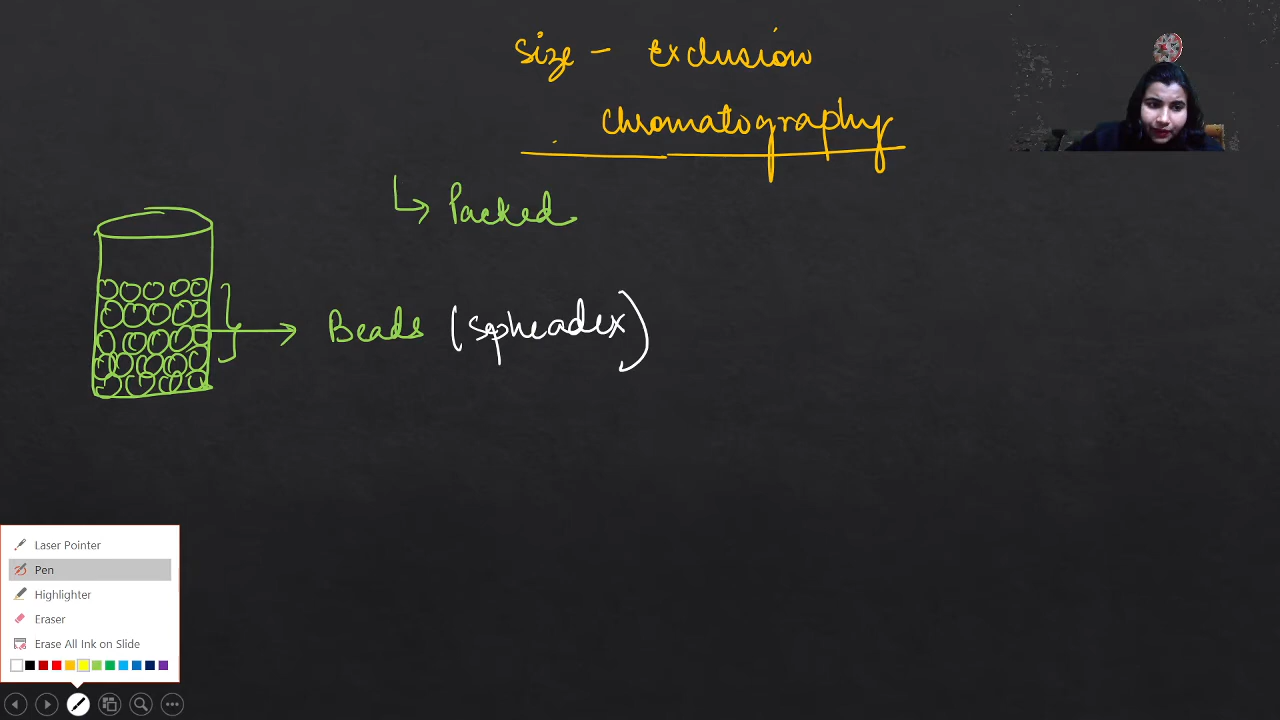 Size - Exclusion
chromatography
Packed
Beads (sepheadex)
Laser Pointer
Pen
Highlighter
Eraser
Erase All Ink on Slide